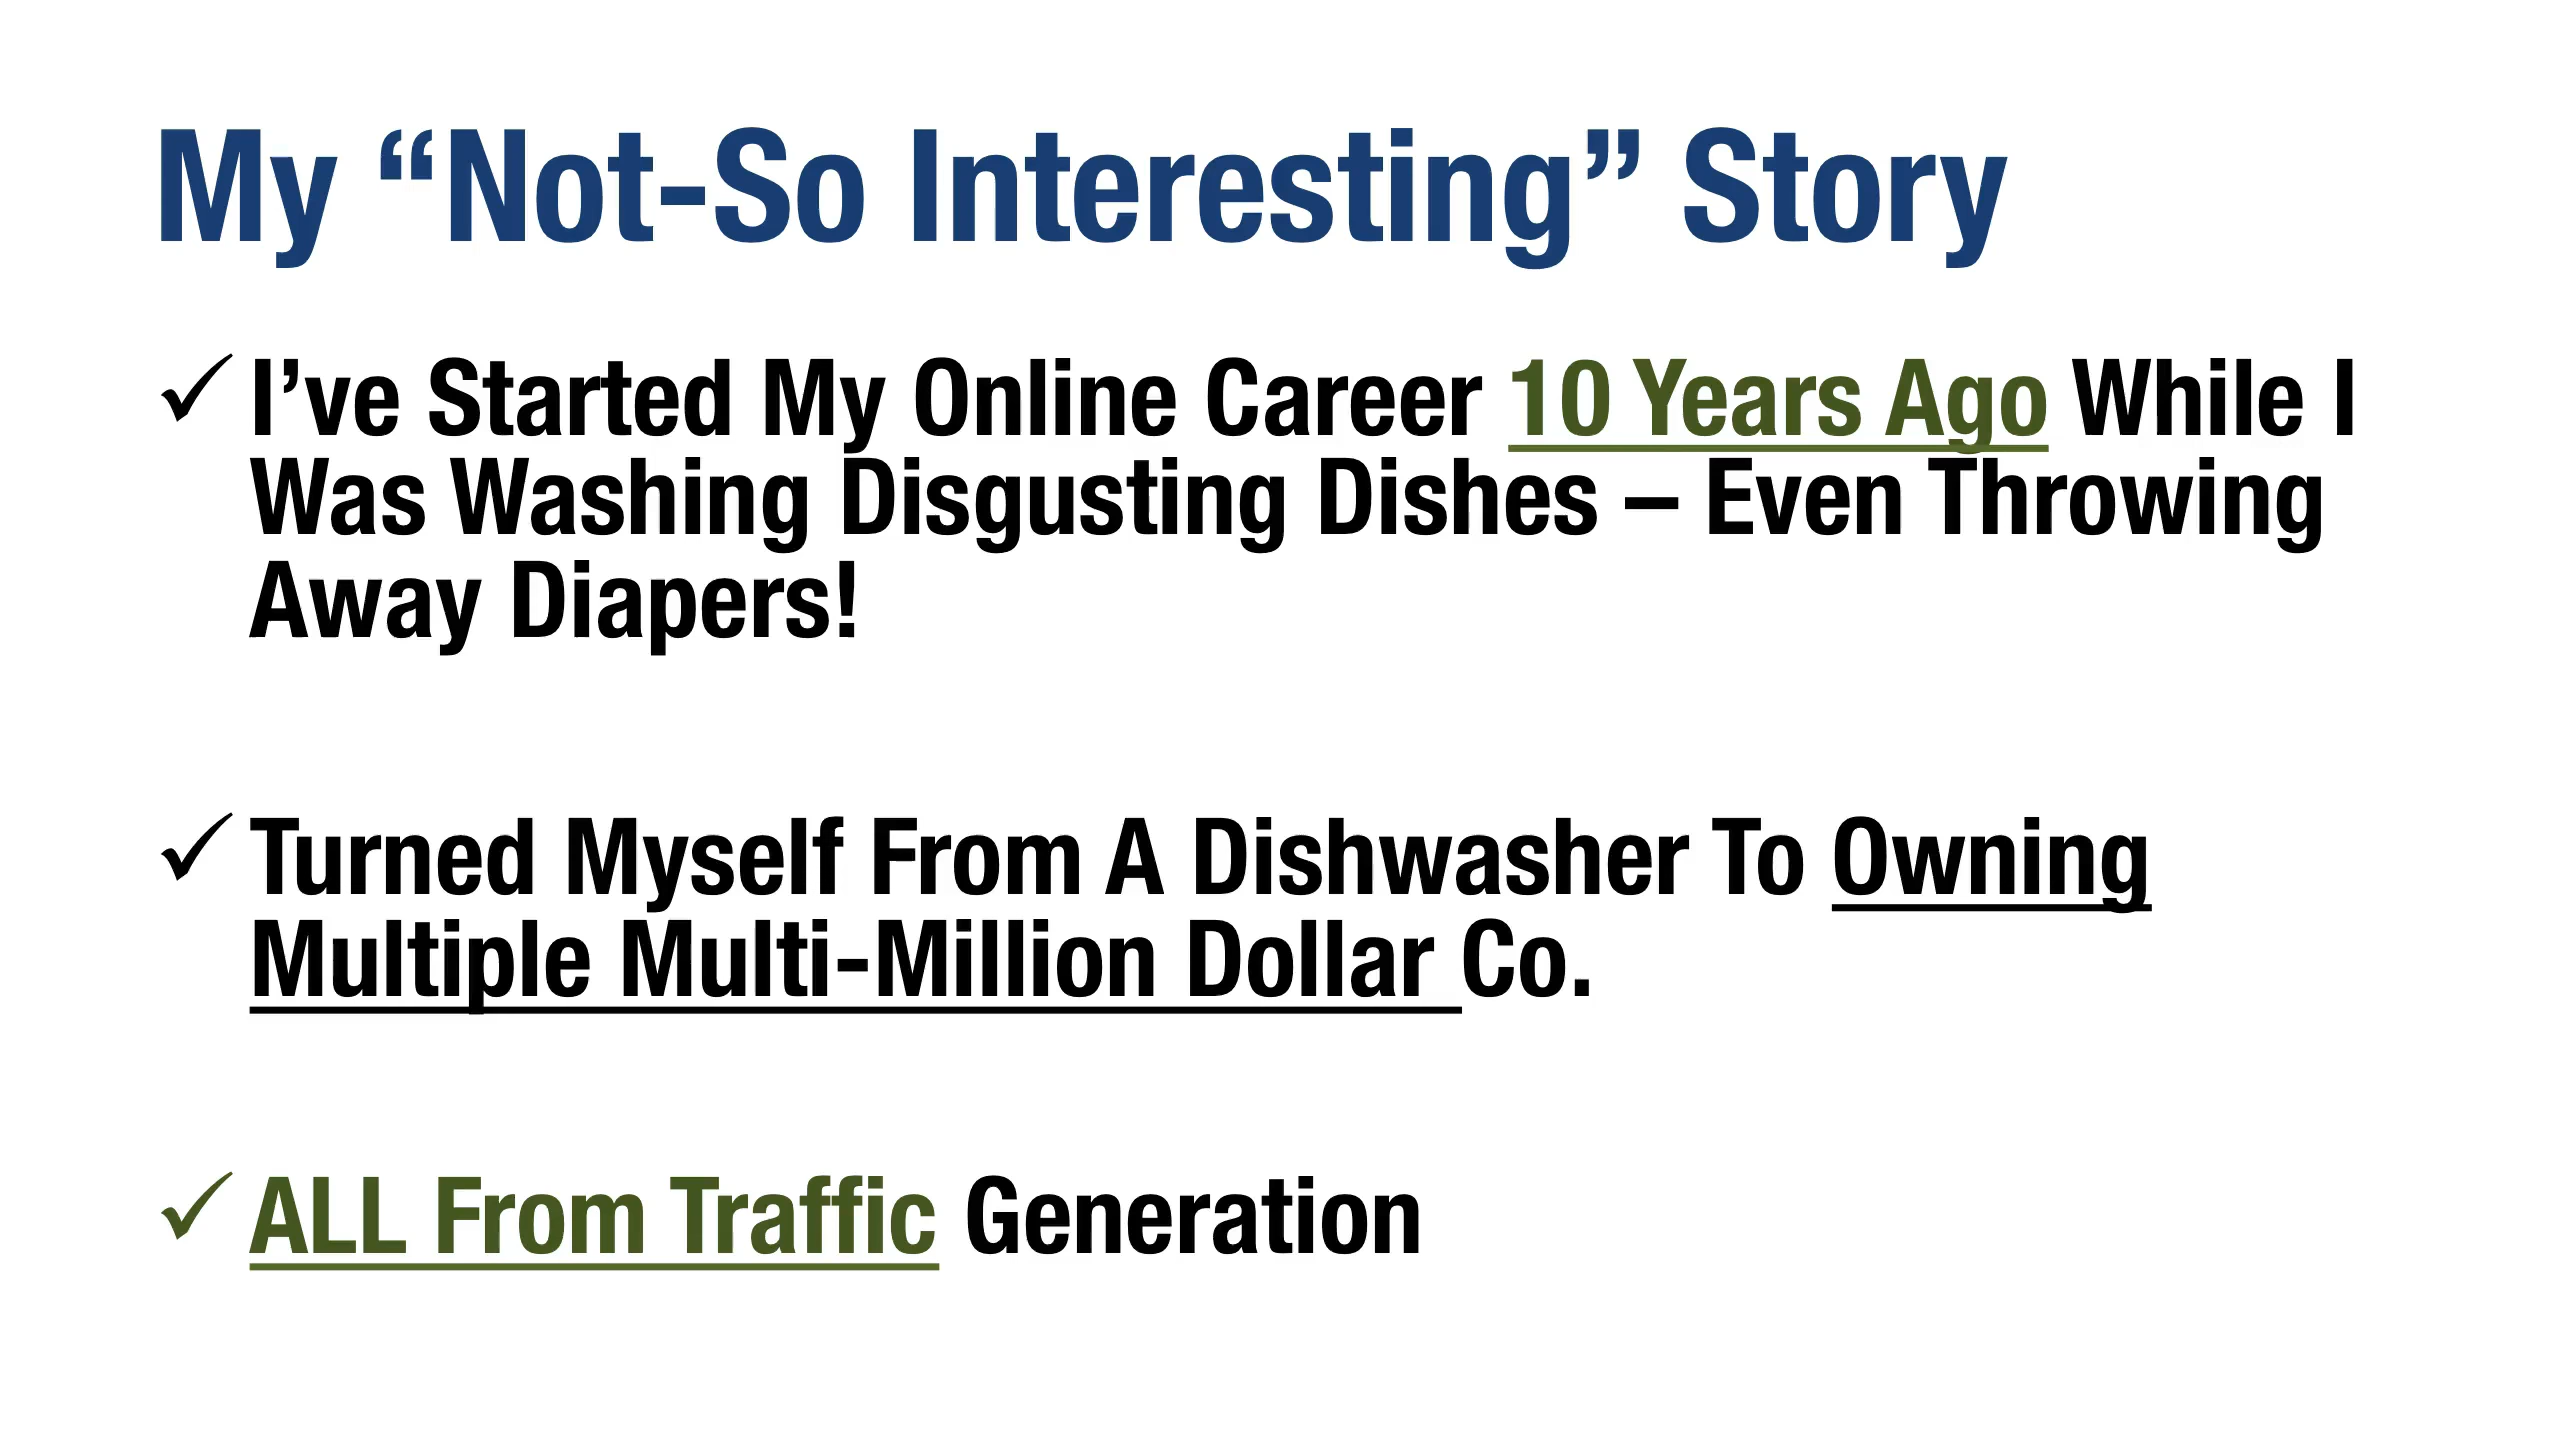 My “Not-So Interesting” Story
✓ I’ve Started My Online Career 10 Years Ago While I
Was Washing Disgusting Dishes – Even Throwing
Away Diapers!
✓ Turned Myself From A Dishwasher To Owning
Multiple Multi-Million Dollar Co.
✓ ALL From Traffic Generation